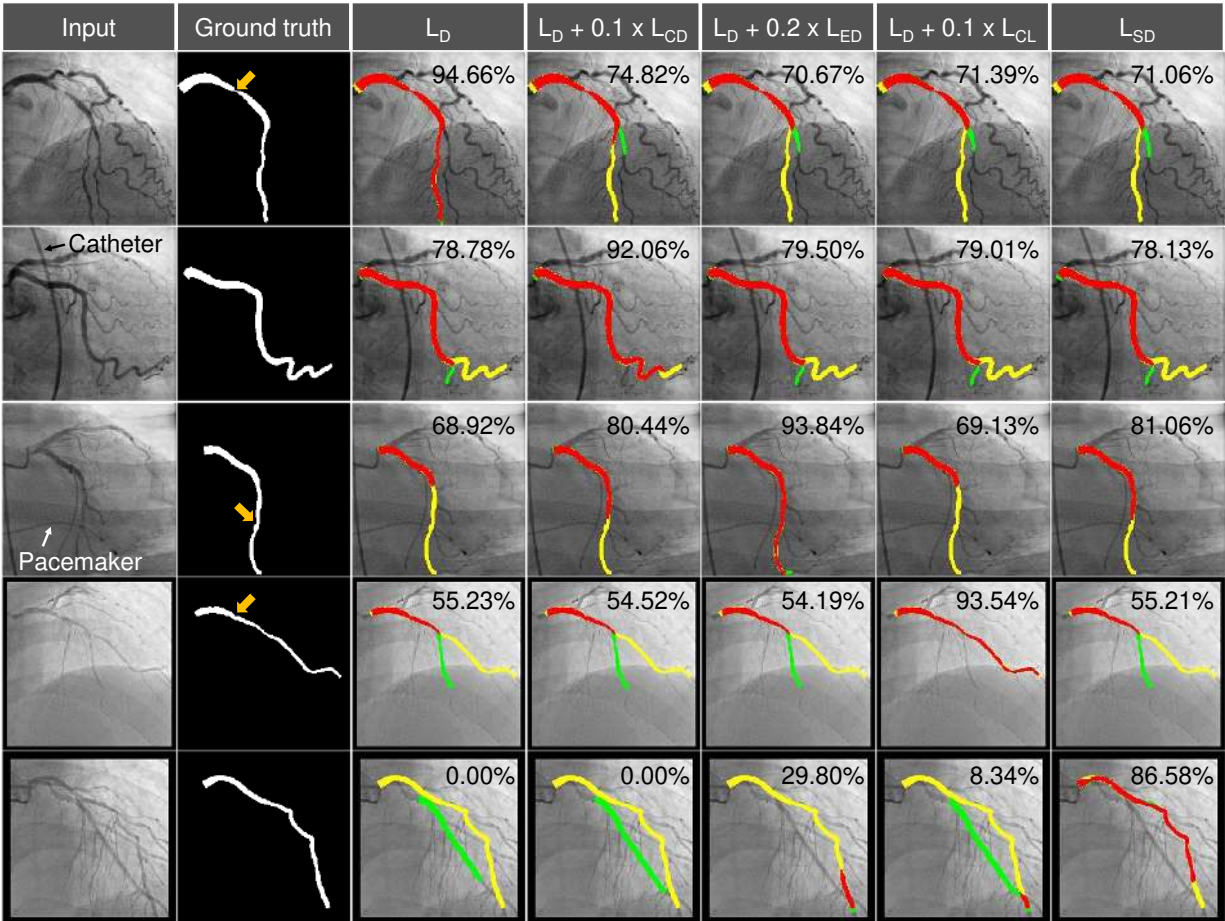 Input Ground truth L_D L_D + 0.1 x L_CD L_D + 0.2 x L_ED L_D + 0.1 x L_CL L_SD
94.66% 74.82% 70.67% 71.39% 71.06%
Catheter 78.78% 92.06% 79.50% 79.01% 78.13%
68.92% 80.44% 93.84% 69.13% 81.06%
Pacemaker
55.23% 54.52% 54.19% 93.54% 55.21%
0.00% 0.00% 29.80% 8.34% 86.58%